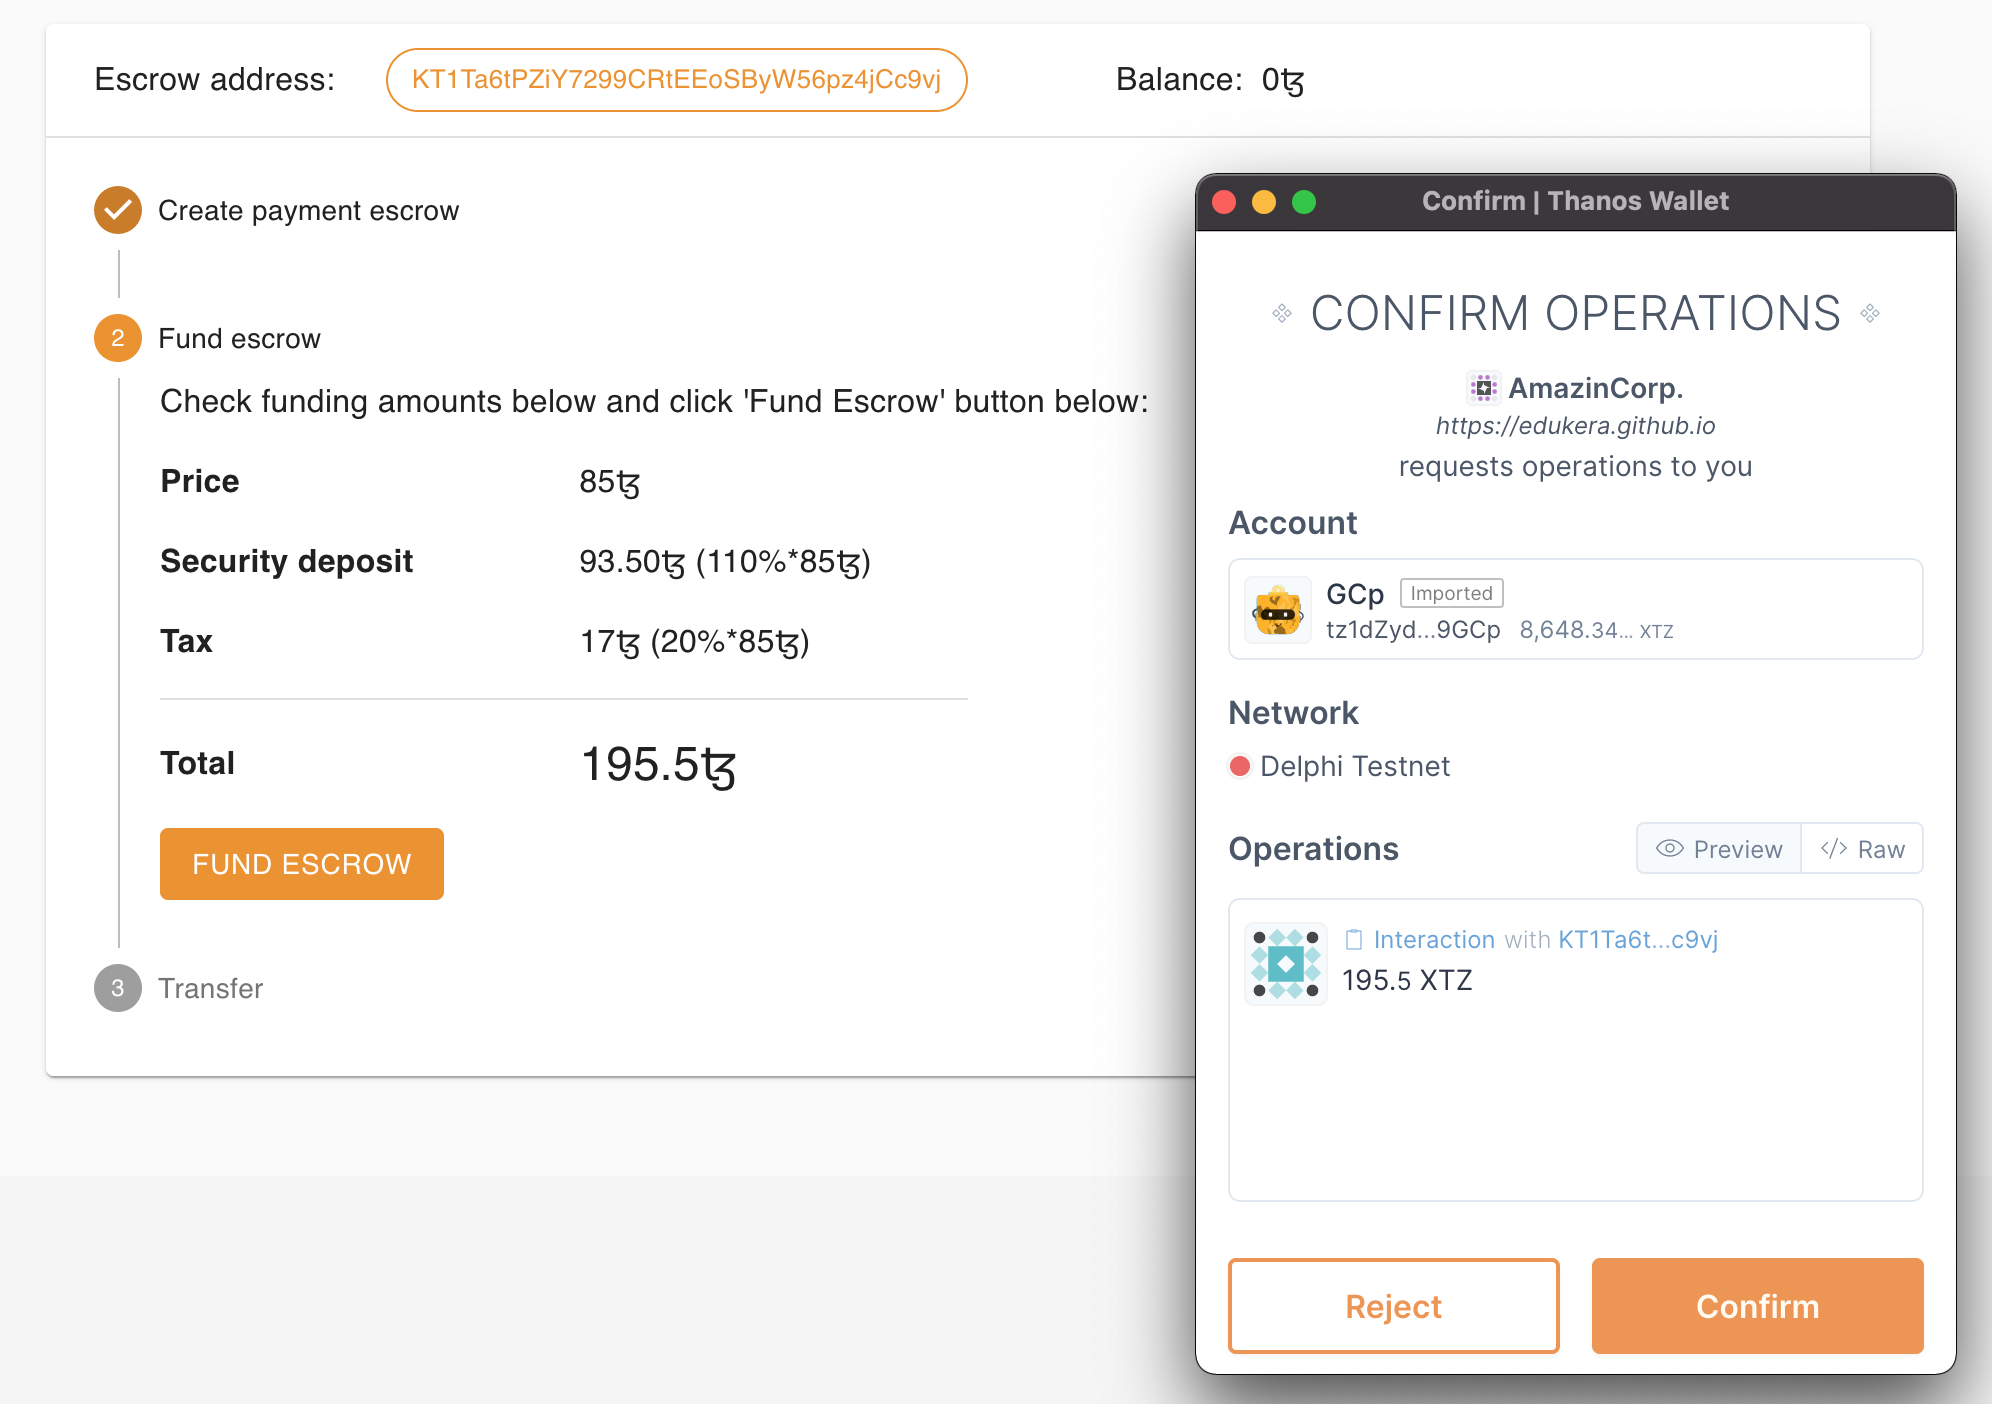 Escrow address: KT1Ta6tPZiY7299CRtEEoSByW56pz4jCc9vj Balance: 0ꜩ
Create payment escrow
2 Fund escrow
Check funding amounts below and click 'Fund Escrow' button below:
Price 85ꜩ
Security deposit 93.50ꜩ (110%*85ꜩ)
Tax 17ꜩ (20%*85ꜩ)
Total 195.5ꜩ
FUND ESCROW
3 Transfer
Confirm | Thanos Wallet
CONFIRM OPERATIONS
AmazinCorp.
https://edukera.github.io
requests operations to you
Account
GCp Imported
tz1dZyd...9GCp 8,648.34... XTZ
Network
Delphi Testnet
Operations Preview </> Raw
Interaction with KT1Ta6t...c9vj
195.5 XTZ
Reject Confirm